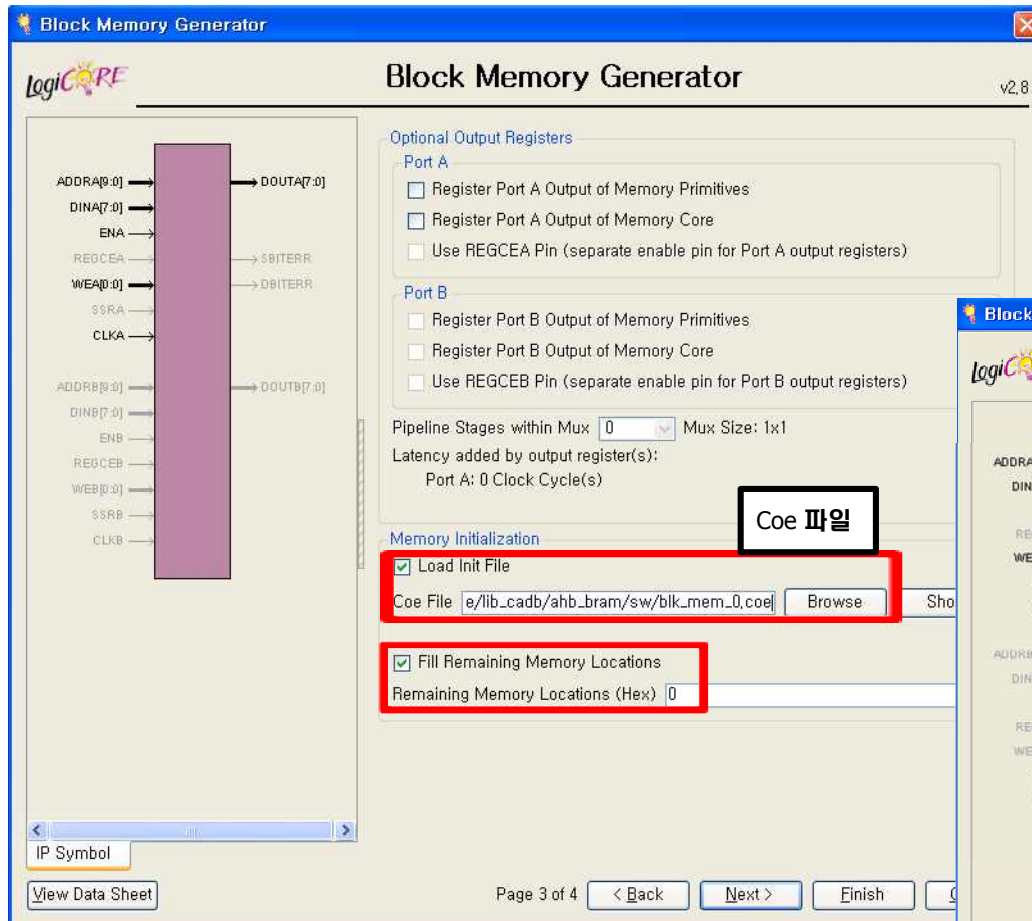 Block Memory Generator
LogiCORE
Block Memory Generator
v2.8
ADDRA[9:0]
DOUTA[7:0]
DINA[7:0]
ENA
REGCEA
SBITERR
WEA[0:0]
DBITERR
SSRA
CLKA
ADDRB[9:0]
DOUTB[7:0]
DINB[7:0]
ENB
REGCEB
WEB[0:0]
SSRB
CLKB
IP Symbol
View Data Sheet
Optional Output Registers
Port A
Register Port A Output of Memory Primitives
Register Port A Output of Memory Core
Use REGCEA Pin (separate enable pin for Port A output registers)
Port B
Register Port B Output of Memory Primitives
Register Port B Output of Memory Core
Use REGCEB Pin (separate enable pin for Port B output registers)
Pipeline Stages within Mux 0 Mux Size: 1x1
Latency added by output register(s):
Port A: 0 Clock Cycle(s)
Coe 파일
Memory Initialization
Load Init File
Coe File e/lib_cadb/ahb_bram/sw/blk_mem_0.coe Browse Sho
Fill Remaining Memory Locations
Remaining Memory Locations (Hex) 0
Page 3 of 4 < Back Next > Finish
Block
ADDRA
DIN
RE
WE
ADDRB
DIN
RE
WE